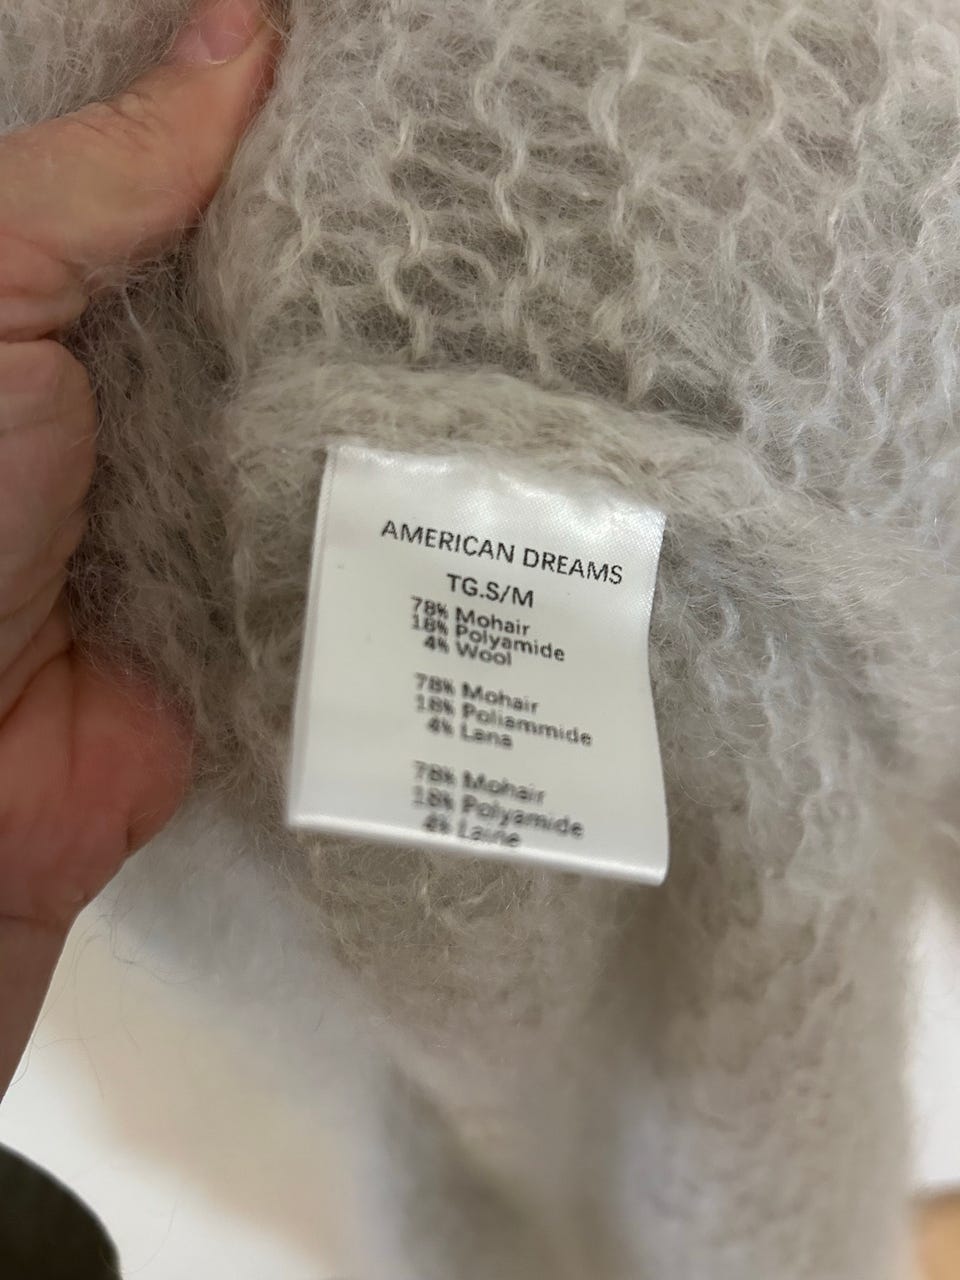 AMERICAN DREAMS
TG.S/M
78% Mohair
18% Polyamide
4% Wool
78% Mohair
18% Poliammide
4% Lana
78% Mohair
18% Polyamide
4% Laine